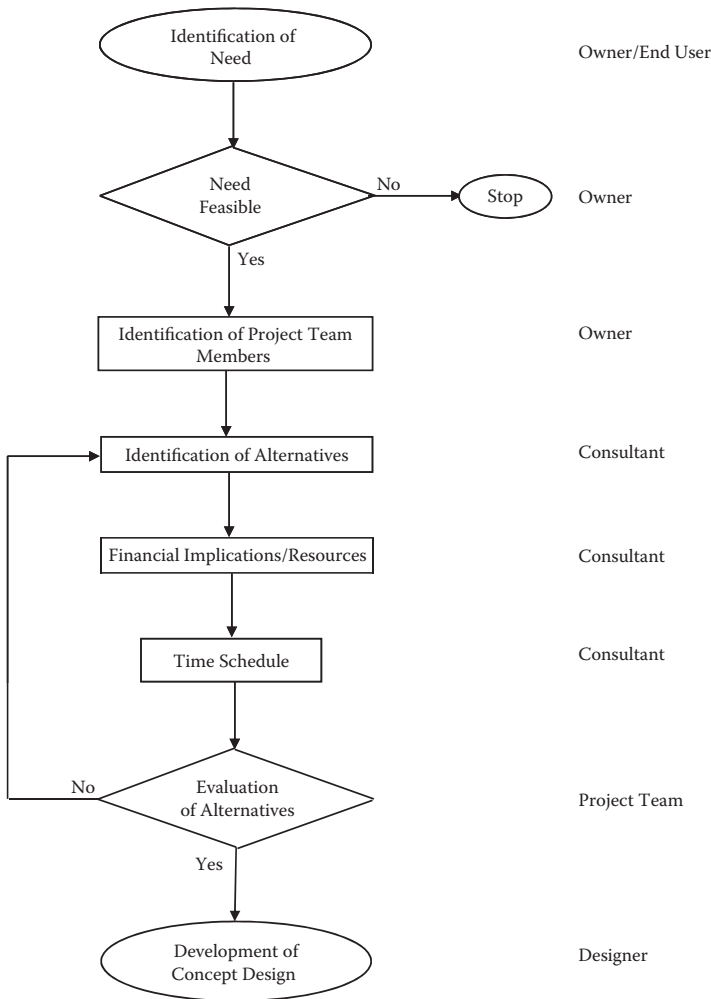 Identification of
Need
Owner/End User
Need
Feasible
No
Stop
Owner
Yes
Identification of Project Team
Members
Owner
Identification of Alternatives
Consultant
Financial Implications/Resources
Consultant
Time Schedule
Consultant
No
Evaluation
of Alternatives
Project Team
Yes
Development of
Concept Design
Designer